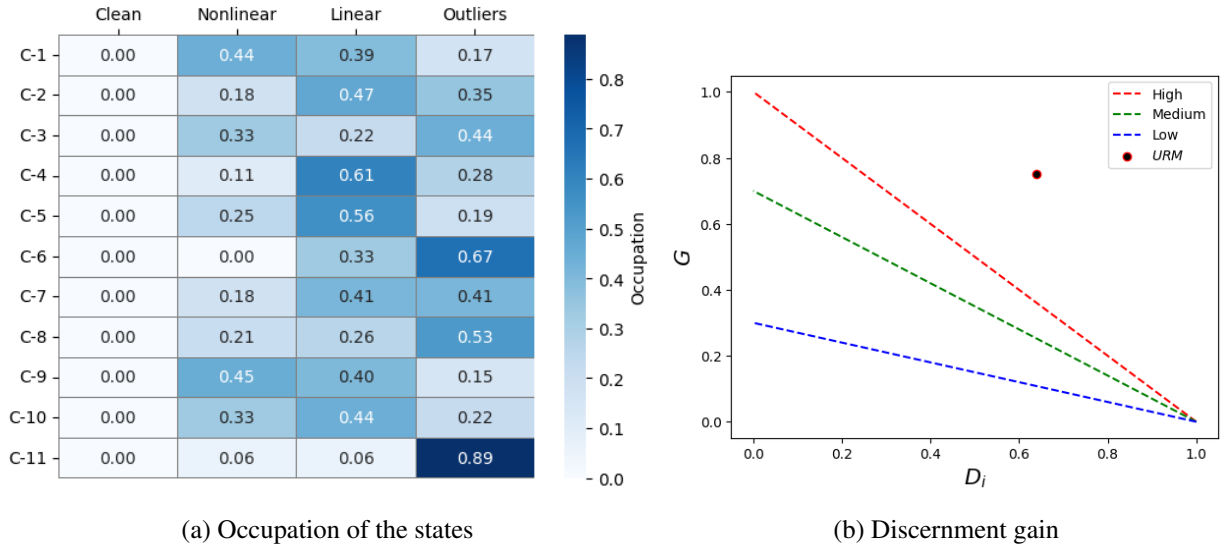 Clean Nonlinear Linear Outliers
C-1 0.00 0.44 0.39 0.17
C-2 0.00 0.18 0.47 0.35
C-3 0.00 0.33 0.22 0.44
C-4 0.00 0.11 0.61 0.28
C-5 0.00 0.25 0.56 0.19
C-6 0.00 0.00 0.33 0.67
C-7 0.00 0.18 0.41 0.41
C-8 0.00 0.21 0.26 0.53
C-9 0.00 0.45 0.40 0.15
C-10 0.00 0.33 0.44 0.22
C-11 0.00 0.06 0.06 0.89
0.8
0.7
0.6
0.5
0.4
0.3
0.2
0.1
0.0
Occupation
(a) Occupation of the states
1.0
0.8
0.6
0.4
0.2
0.0
G
High
Medium
Low
URM
0.0 0.2 0.4 0.6 0.8 1.0
D_i
(b) Discernment gain